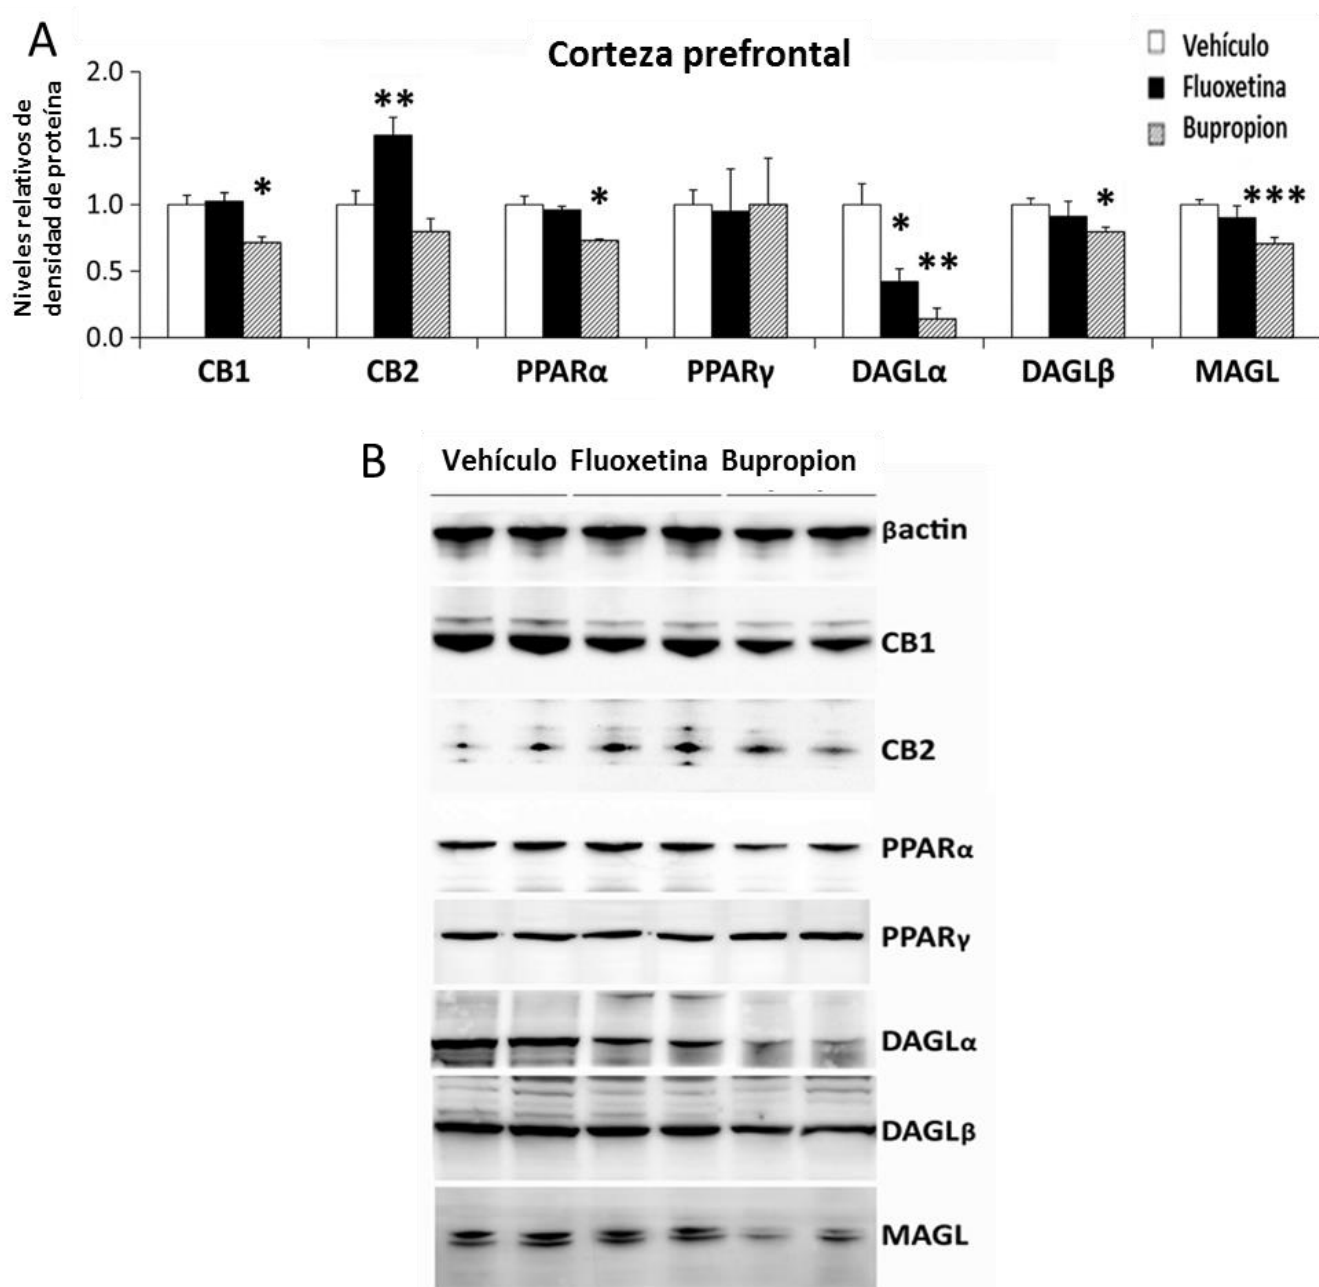 A
Corteza prefrontal
Vehículo
Fluoxetina
Bupropion
Niveles relativos de
densidad de proteína
2.0
1.5
1.0
0.5
0.0
*
**
*
*
**
*
***
CB1 CB2 PPARα PPARγ DAGLα DAGLβ MAGL
B
Vehículo Fluoxetina Bupropion
βactin
CB1
CB2
PPARα
PPARγ
DAGLα
DAGLβ
MAGL